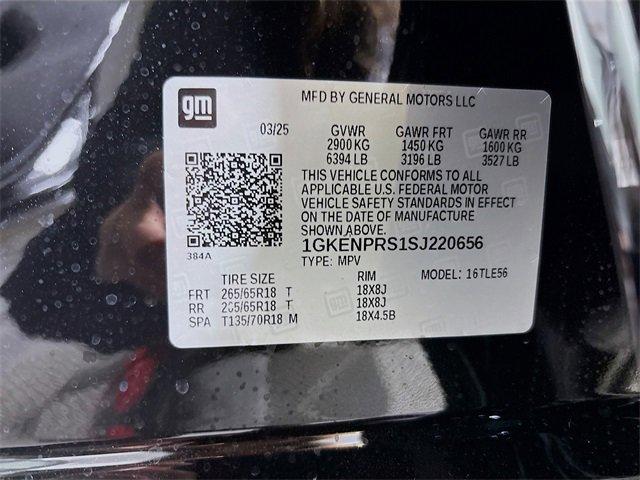 gm
MFD BY GENERAL MOTORS LLC
03/25 GVWR GAWR FRT GAWR RR
2900 KG 1450 KG 1600 KG
6394 LB 3196 LB 3527 LB
THIS VEHICLE CONFORMS TO ALL
APPLICABLE U.S. FEDERAL MOTOR
VEHICLE SAFETY STANDARDS IN EFFECT
ON THE DATE OF MANUFACTURE
SHOWN ABOVE.
384A
1GKENPRS1SJ220656
TYPE: MPV MODEL: 16TLE56
TIRE SIZE RIM
FRT 265/65R18 T 18X8J
RR 265/65R18 T 18X8J
SPA T135/70R18 M 18X4.5B